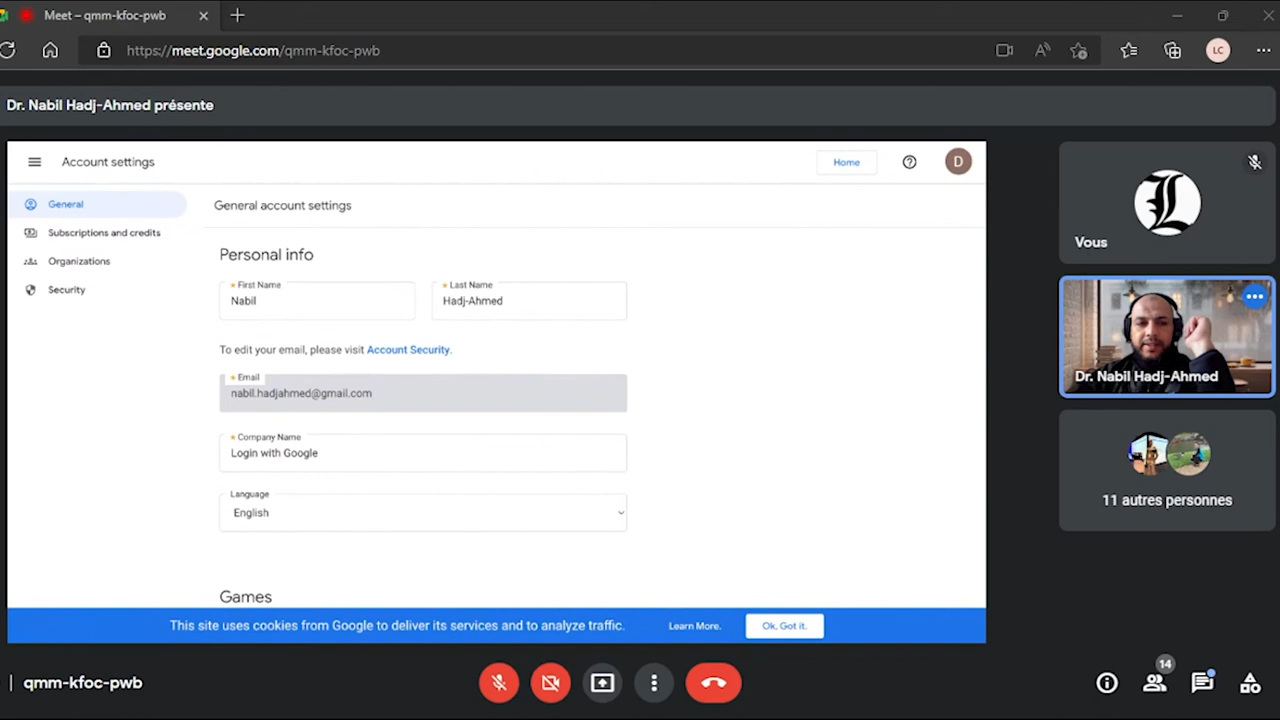 Meet – qmm-kfoc-pwb
https://meet.google.com/qmm-kfoc-pwb
LC
Dr. Nabil Hadj-Ahmed présente
Account settings
Home
D
General
Subscriptions and credits
Organizations
Security
General account settings
Personal info
* First Name
Nabil
* Last Name
Hadj-Ahmed
To edit your email, please visit Account Security.
* Email
nabil.hadjahmed@gmail.com
* Company Name
Login with Google
Language
English
Games
This site uses cookies from Google to deliver its services and to analyze traffic.
Learn More.
Ok, Got it.
L
Vous
Dr. Nabil Hadj-Ahmed
11 autres personnes
| qmm-kfoc-pwb
14